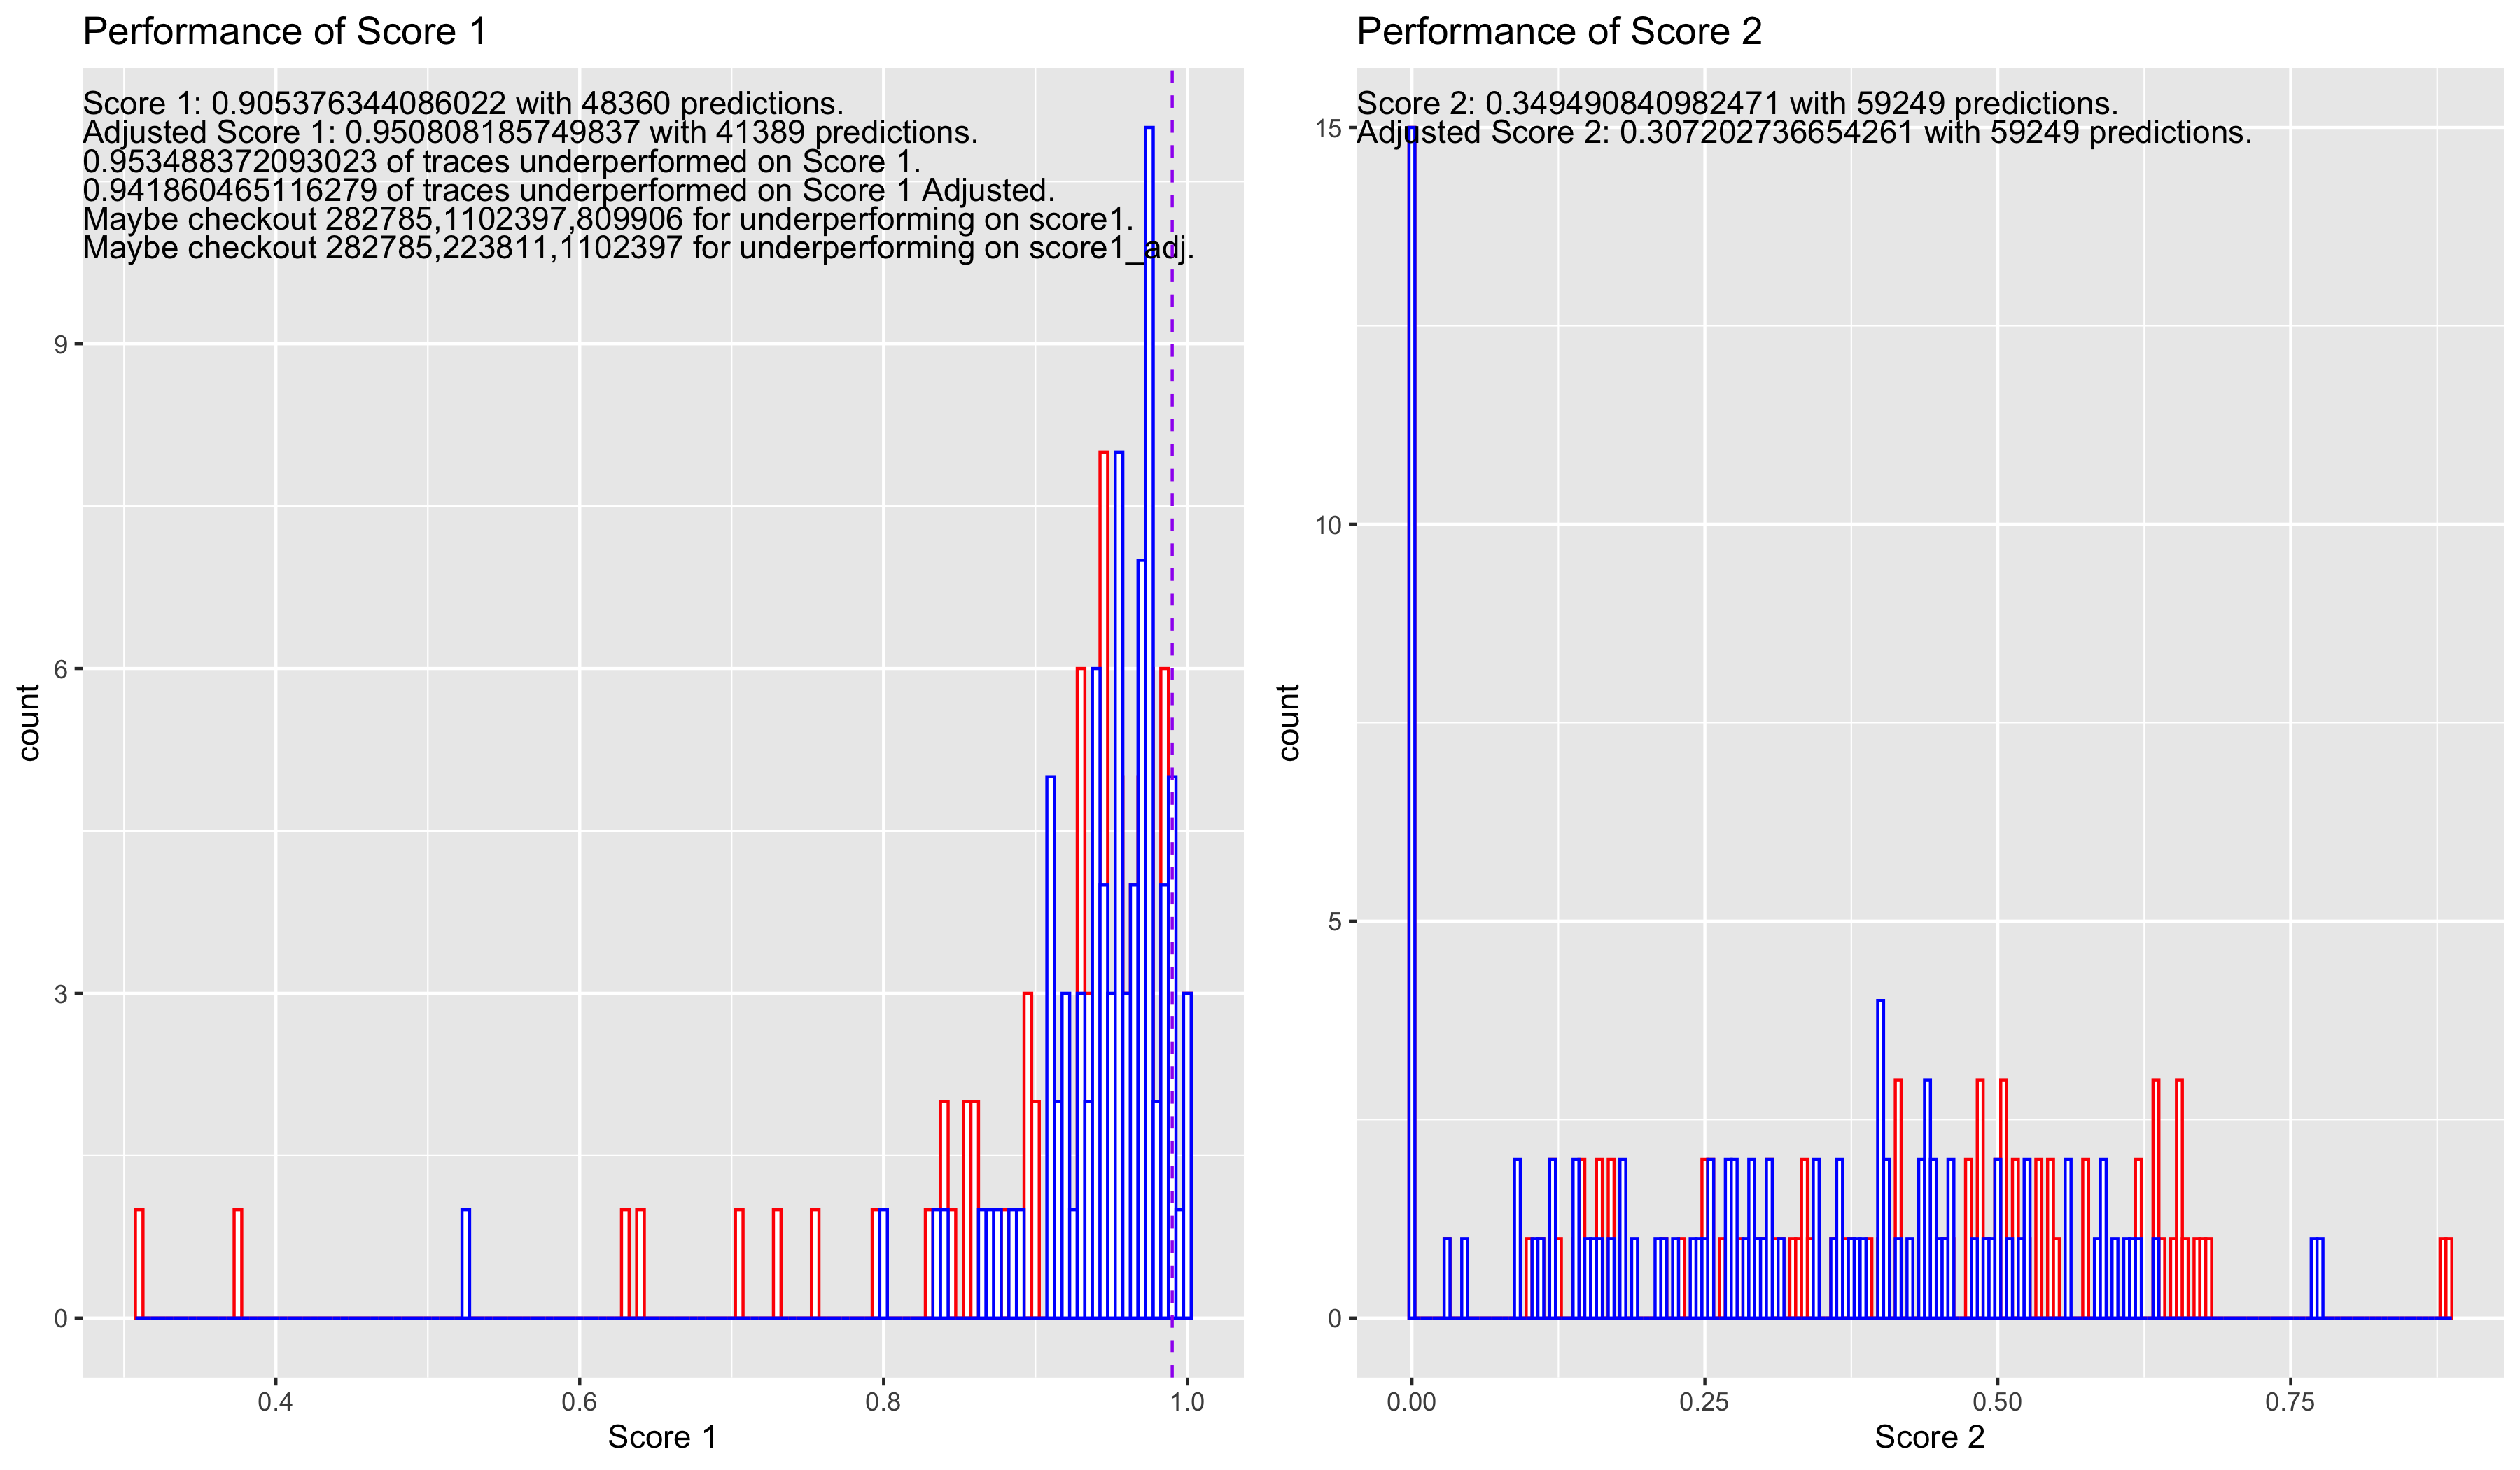 Performance of Score 1
Score 1: 0.905376344086022 with 48360 predictions.
Adjusted Score 1: 0.950808185749837 with 41389 predictions.
0.953488372093023 of traces underperformed on Score 1.
0.941860465116279 of traces underperformed on Score 1 Adjusted.
Maybe checkout 282785,1102397,809906 for underperforming on score1.
Maybe checkout 282785,223811,1102397 for underperforming on score1_adj.
9
6
3
0
count
0.4 0.6 0.8 1.0
Score 1
Performance of Score 2
Score 2: 0.349490840982471 with 59249 predictions.
Adjusted Score 2: 0.307202736654261 with 59249 predictions.
15
10
5
0
count
0.00 0.25 0.50 0.75
Score 2